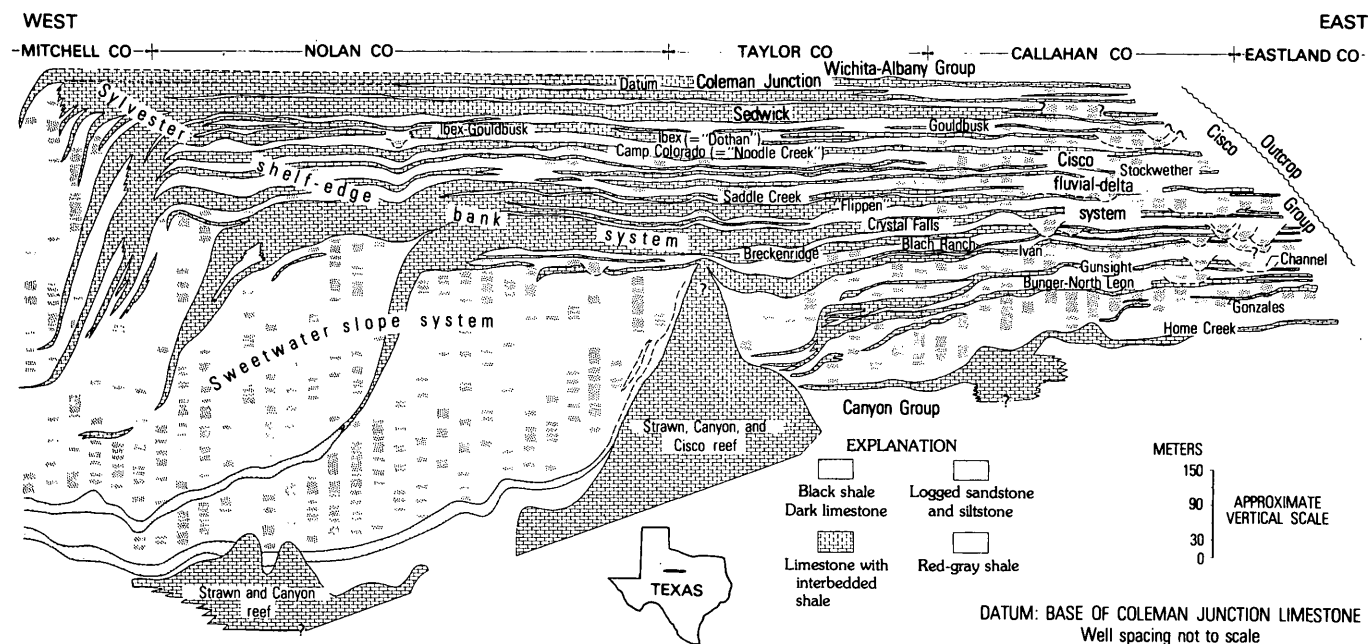 WEST
EAST
MITCHELL CO
NOLAN CO
TAYLOR CO
CALLAHAN CO
EASTLAND CO
Wichita-Albany Group
Datum
Coleman Junction
Sylvester
Sedwick
Ibex-Gouldbusk
Ibex (="Dothan")
Gouldbusk
Camp Colorado (="Noodle Creek")
Cisco
Stockwether
Cisco
Group
Outcrop
shelf-edge
Saddle Creek
fluvial-delta
"Flippen"
system
bank
Crystal Falls
system
Breckenridge
Blach Ranch
Ivan
Channel
?
?
Gunsight
Bunger-North Leon
Gonzales
Home Creek
Sweetwater slope system
Canyon Group
?
Strawn, Canyon, and
Cisco reef
Strawn and Canyon
reef
?
EXPLANATION
Black shale
Dark limestone
Logged sandstone
and siltstone
Limestone with
interbedded
shale
Red-gray shale
TEXAS
METERS
150
90
30
0
APPROXIMATE
VERTICAL SCALE
DATUM: BASE OF COLEMAN JUNCTION LIMESTONE
Well spacing not to scale